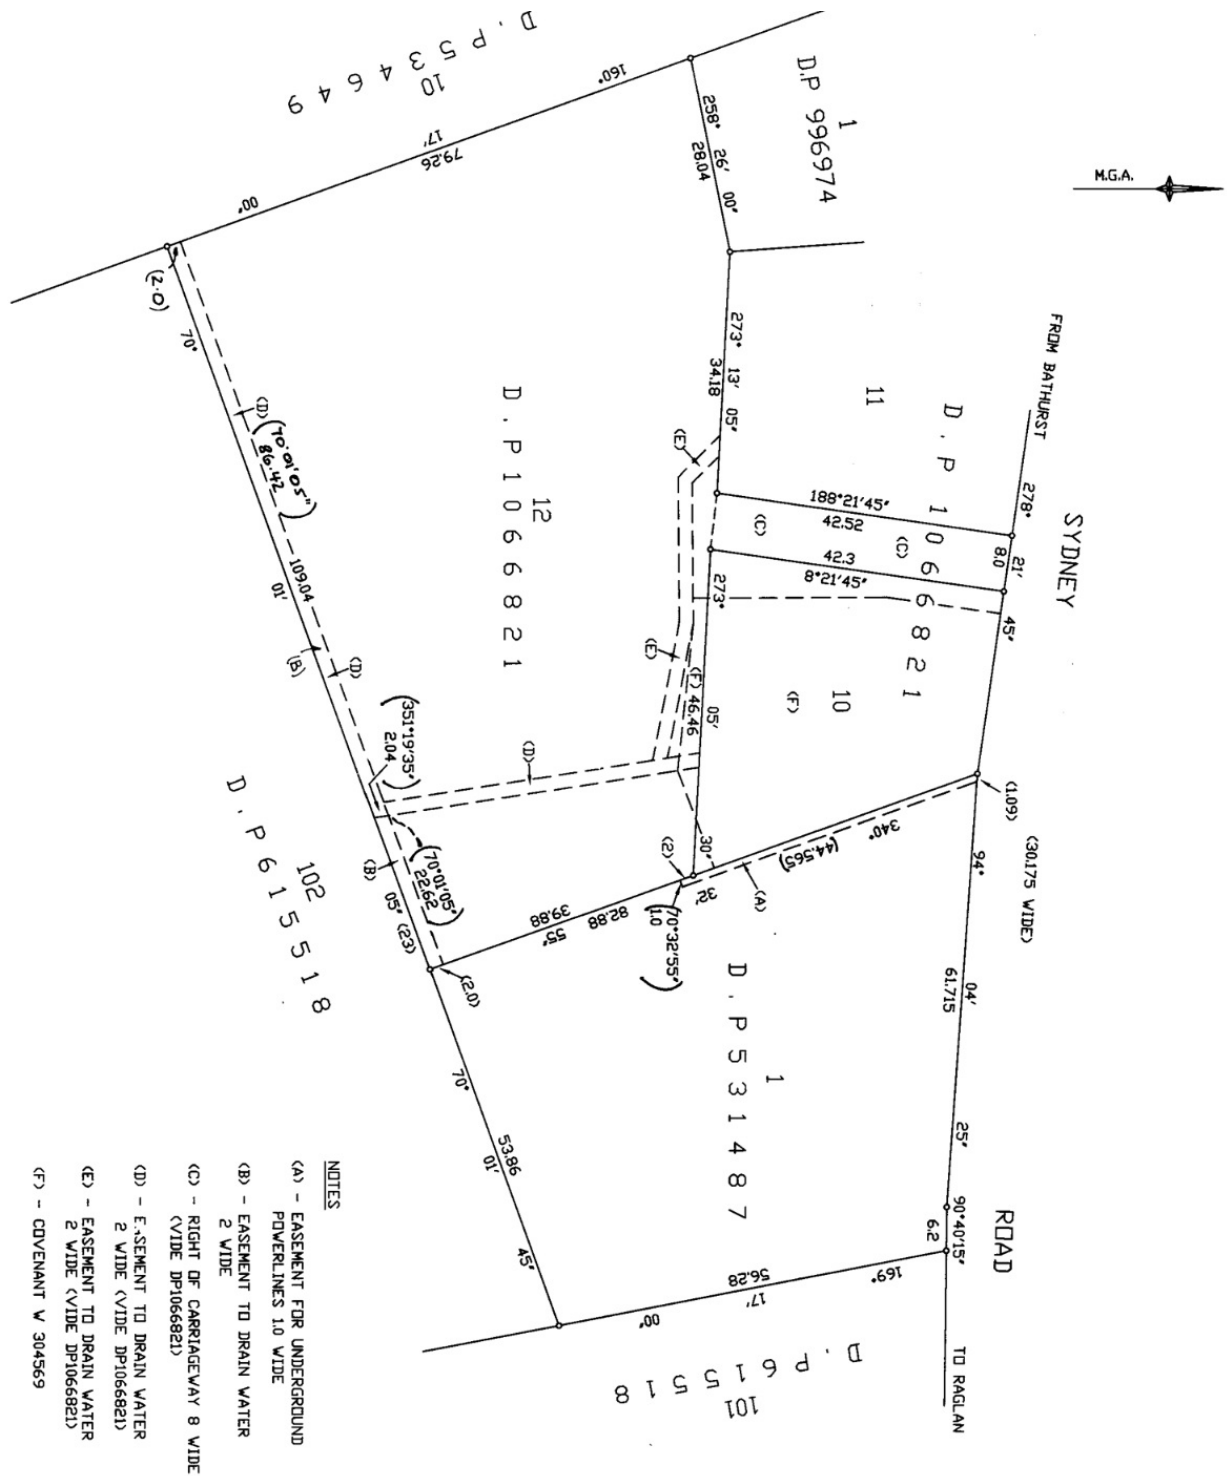 D.P 534649
10
160°
17'
79.26
00"
1
D.P 996974
258° 26' 00"
28.04
M.G.A.
273° 13' 05"
34.18
11
D.P 1066821
FROM BATHURST
SYDNEY
278° 21' 45"
8.0
188°21'45"
42.52
(C)
(C)
42.3
8°21'45"
(E)
12
D.P1066821
(2.0)
70°
(D)
(70°01'05"
86.42)
109.04
01'
(B)
(D)
(E)
(F)
273° 05'
46.46
10
(F)
(D)
(351°19'35"
2.04)
(70°01'05"
22.62)
(B)
05" (23)
102
D.P615518
(2.0)
39.88
82.88
55"
32'
30"
(2)
(70°32'55"
1.0)
(A)
(44.565)
340°
(1.09)
(30.175 WIDE)
94° 04' 25"
61.715
1
D.P531487
70° 01' 45"
53.86
90°40'15"
6.2
ROAD
TO RAGLAN
169°
17'
56.28
00"
D.P615518
101
NOTES
(A) - EASEMENT FOR UNDERGROUND
POWERLINES 1.0 WIDE
(B) - EASEMENT TO DRAIN WATER
2 WIDE
(C) - RIGHT OF CARRIAGEWAY 8 WIDE
(VIDE DP1066821)
(D) - EASEMENT TO DRAIN WATER
2 WIDE (VIDE DP1066821)
(E) - EASEMENT TO DRAIN WATER
2 WIDE (VIDE DP1066821)
(F) - COVENANT W 304569